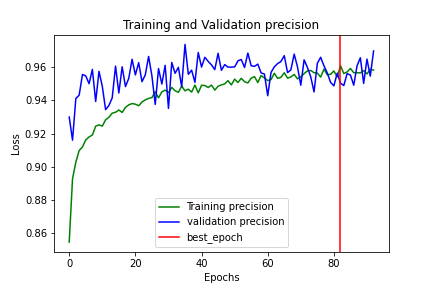 Training and Validation precision
0.96
0.94
0.92
0.90
0.88
0.86
Loss
Training precision
validation precision
best_epoch
0
20
40
60
80
Epochs